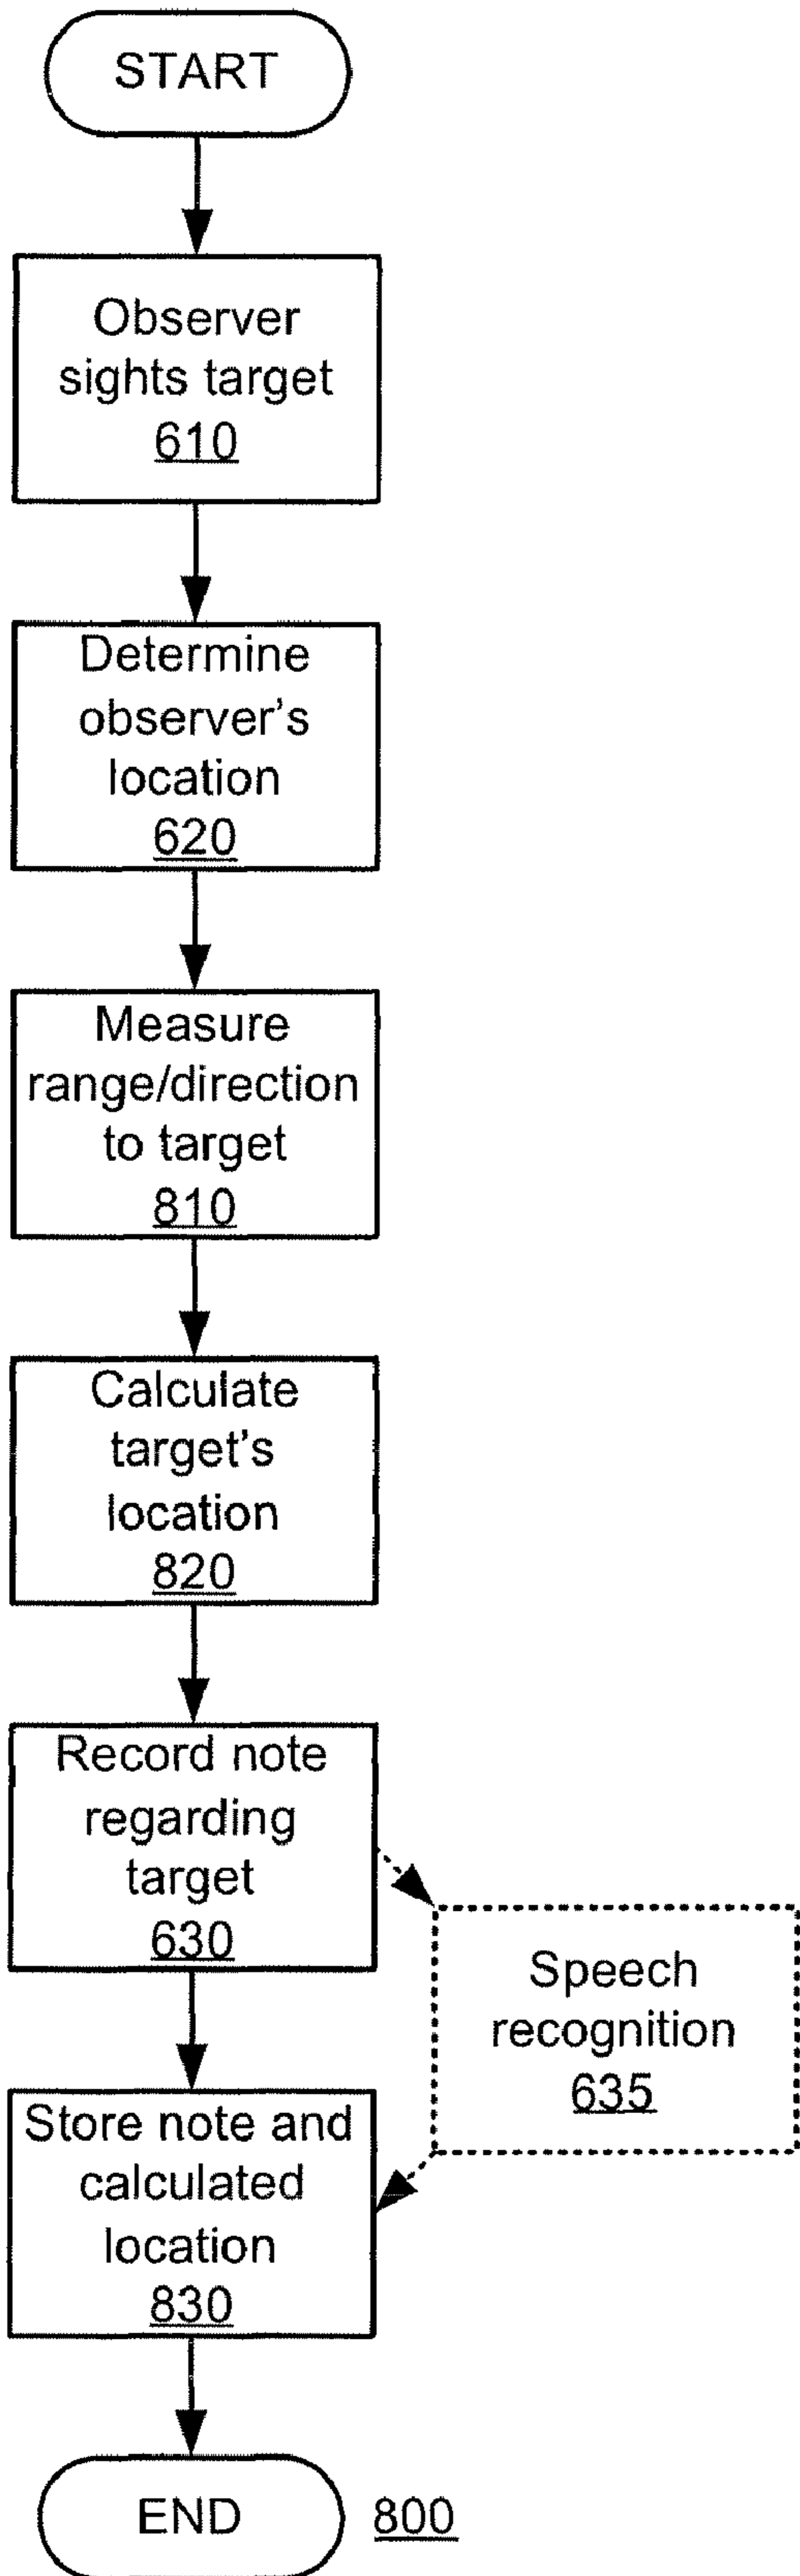 START
Observer
sights target
610
Determine
observer's
location
620
Measure
range/direction
to target
810
Calculate
target's
location
820
Record note
regarding
target
630
Speech
recognition
635
Store note and
calculated
location
830
END
800